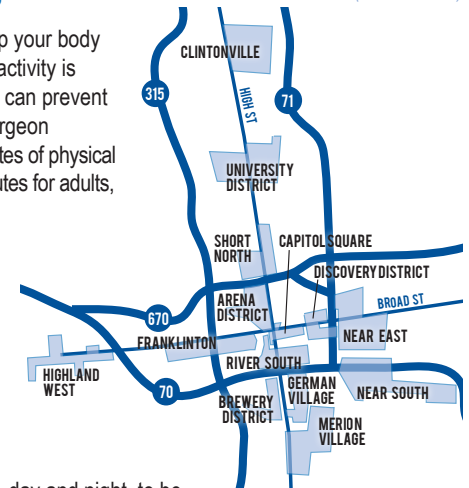 p your body
activity is
can prevent
rgeon
tes of physical
utes for adults,
CLINTONVILLE
315
HIGH ST
71
UNIVERSITY
DISTRICT
SHORT
NORTH
CAPITOL SQUARE
DISCOVERY DISTRICT
ARENA
DISTRICT
BROAD ST
670
FRANKLINTON
NEAR EAST
RIVER SOUTH
HIGHLAND
WEST
70
GERMAN
VILLAGE
NEAR SOUTH
BREWERY
DISTRICT
MERION
VILLAGE
day and night, to be